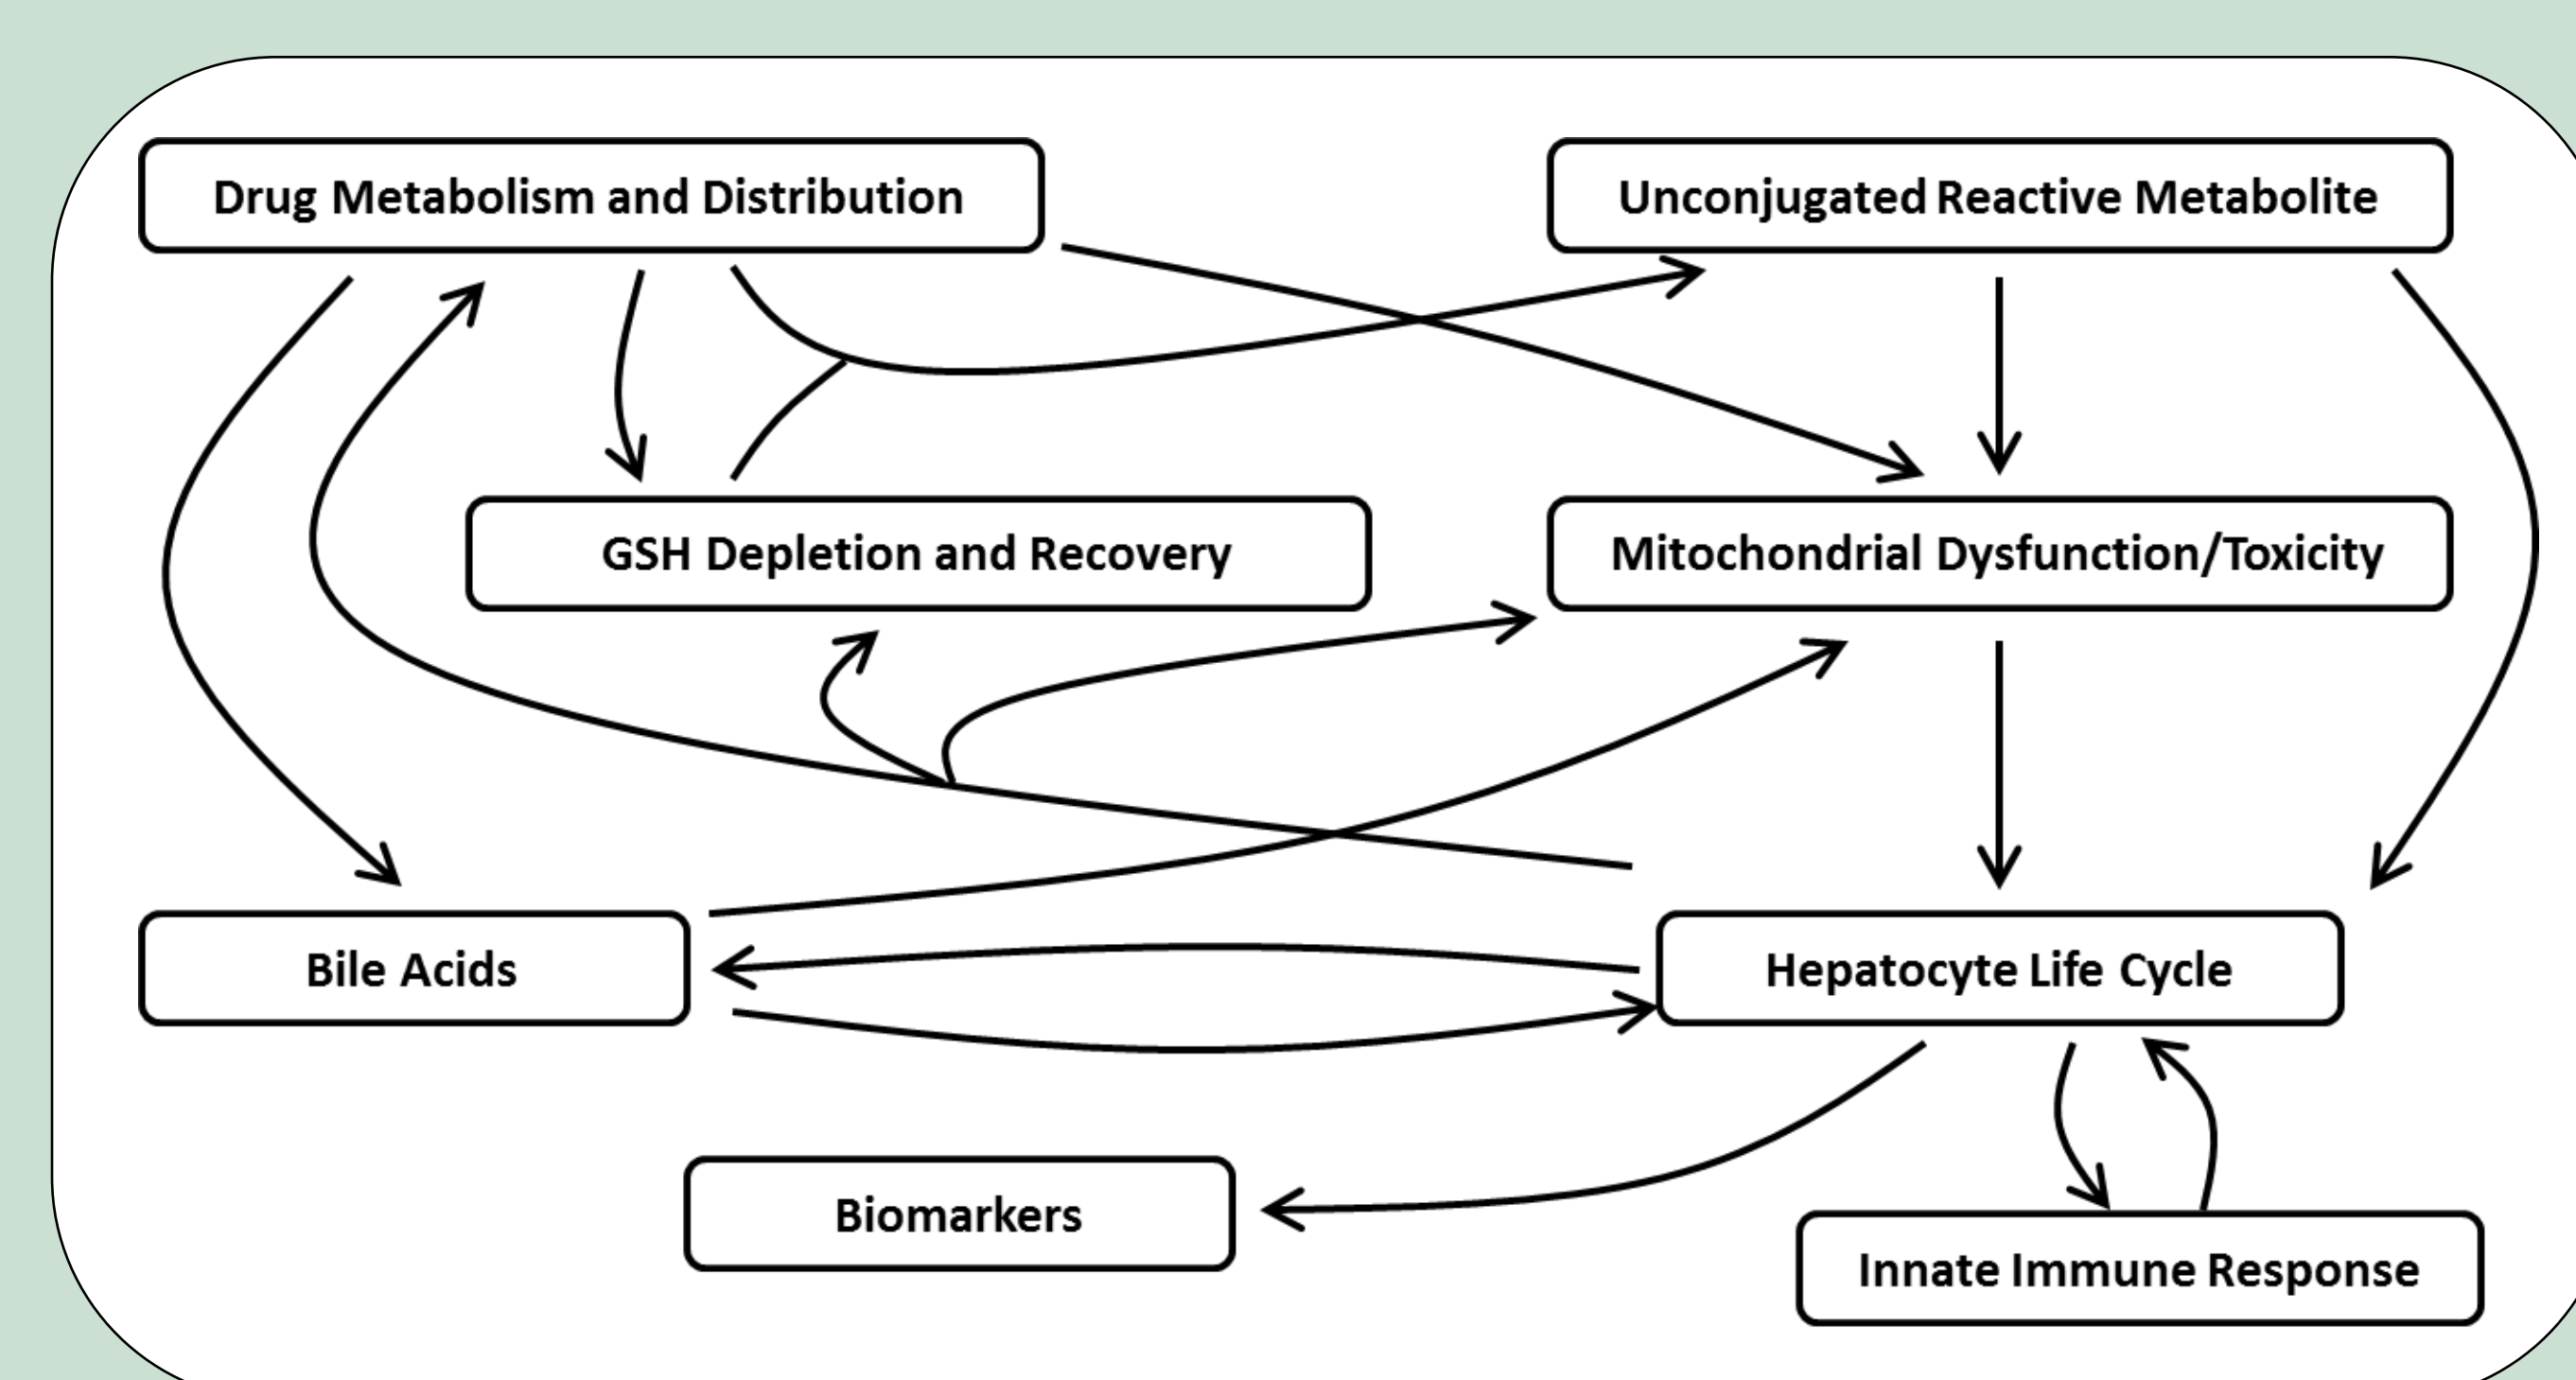 Drug Metabolism and Distribution
Unconjugated Reactive Metabolite
GSH Depletion and Recovery
Mitochondrial Dysfunction/Toxicity
Bile Acids
Hepatocyte Life Cycle
Biomarkers
Innate Immune Response